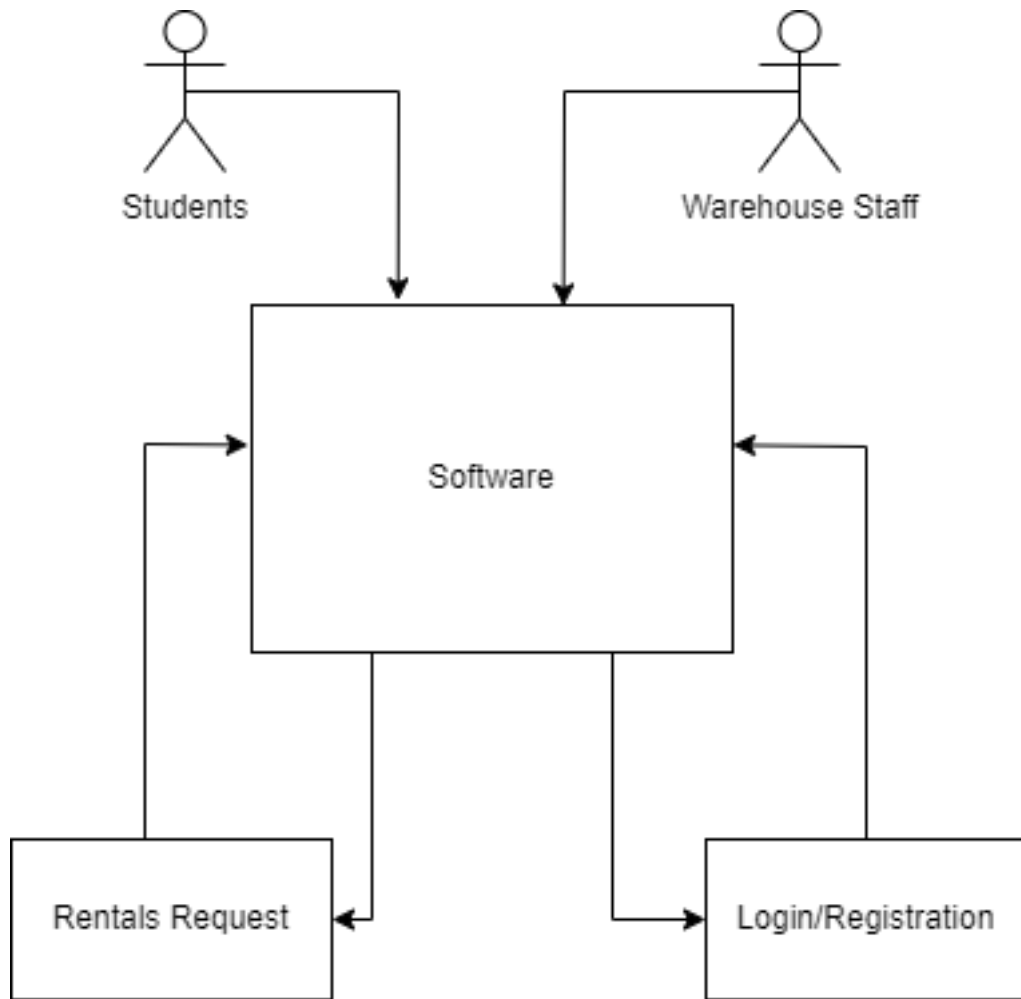 Students
Warehouse Staff
Software
Rentals Request
Login/Registration